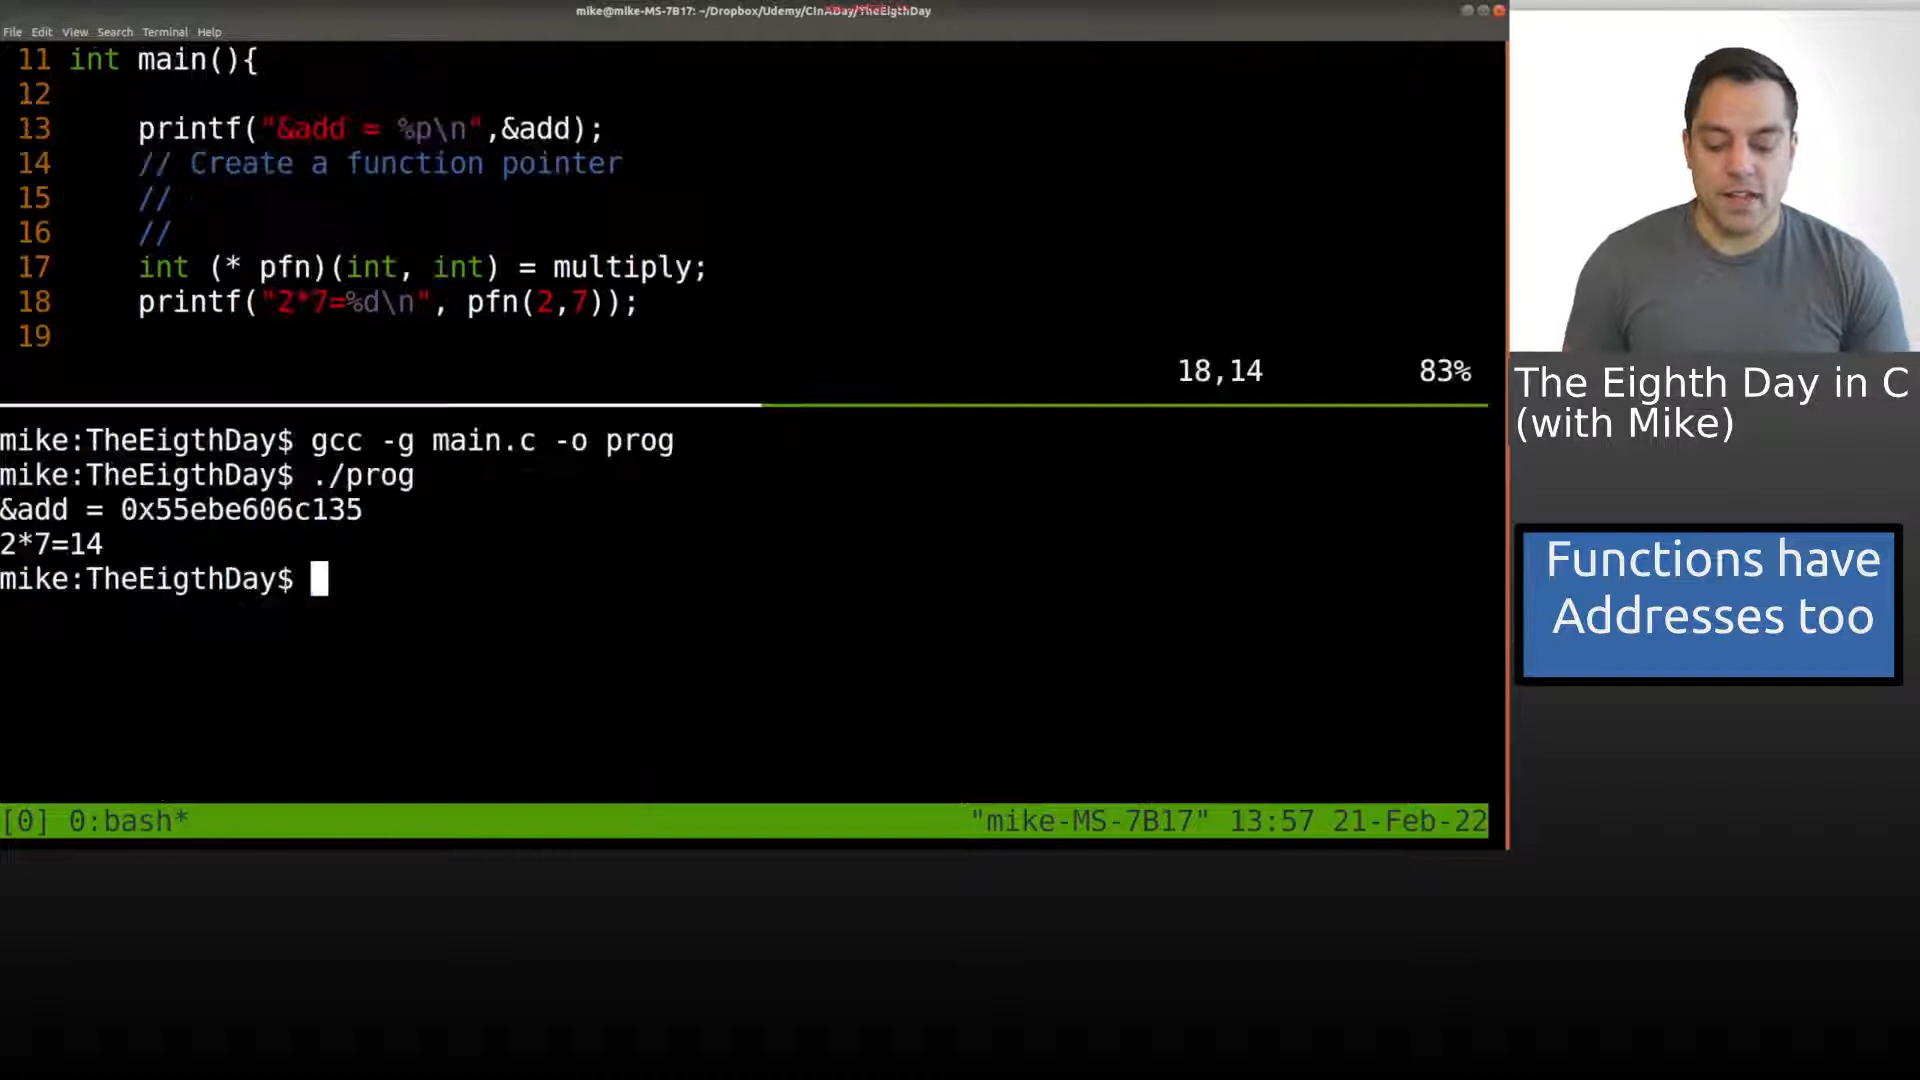 mike@mike-MS-7B17: ~/Dropbox/Udemy/CInADay/TheEigthDay
File Edit View Search Terminal Help
11 int main(){
12
13 printf("&add = %p\n",&add);
14 // Create a function pointer
15 //
16 //
17 int (* pfn)(int, int) = multiply;
18 printf("2*7=%d\n", pfn(2,7));
19
18,14 83%
mike:TheEigthDay$ gcc -g main.c -o prog
mike:TheEigthDay$ ./prog
&add = 0x55ebe606c135
2*7=14
mike:TheEigthDay$
[0] 0:bash* "mike-MS-7B17" 13:57 21-Feb-22
The Eighth Day in C
(with Mike)
Functions have
Addresses too